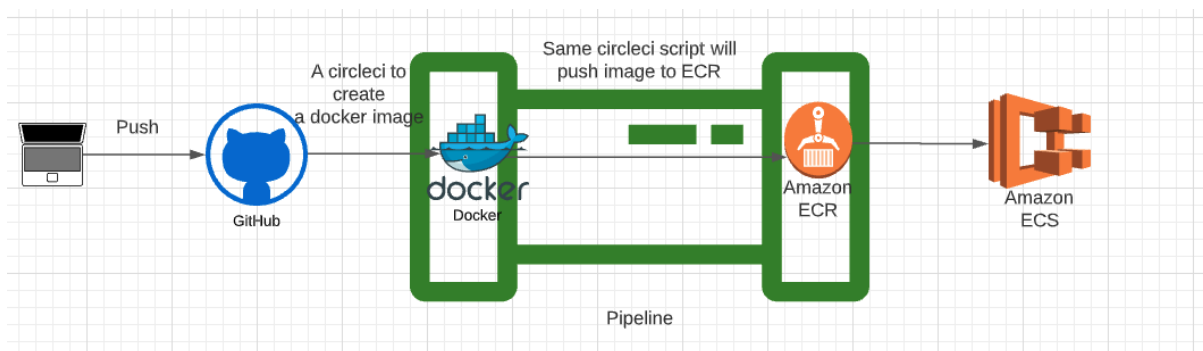 Push
GitHub
A circleci to
create
a docker image
docker
Docker
Same circleci script will
push image to ECR
Amazon
ECR
Amazon
ECS
Pipeline